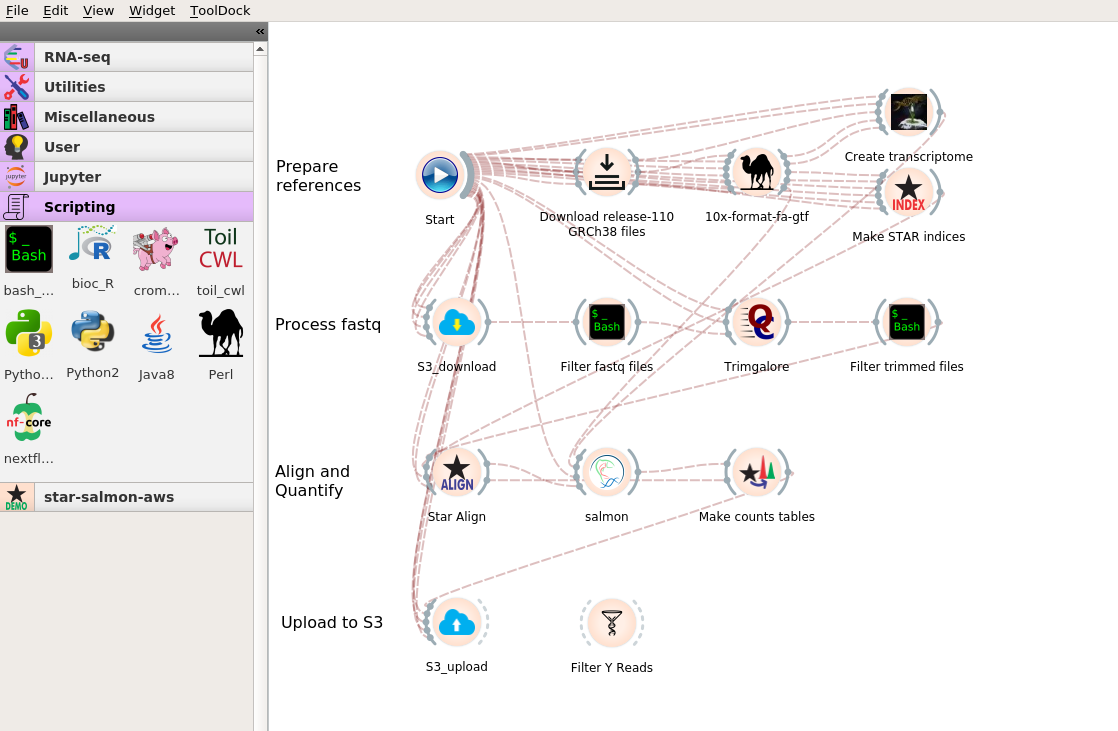 File Edit View Widget ToolDock
«
RNA-seq
Utilities
Miscellaneous
User
jupyter
Jupyter
Scripting
$ _
Bash
R
Toil
CWL
bash_...
bioc_R
crom...
toil_cwl
3
Java
Pytho...
Python2
Java8
Perl
nf-core
nextfl...
DEMO
star-salmon-aws
Prepare
references
Start
Download release-110
GRCh38 files
10x-format-fa-gtf
Create transcriptome
INDEX
Make STAR indices
Process fastq
S3_download
$ _
Bash
Filter fastq files
QC
Trimgalore
$ _
Bash
Filter trimmed files
Align and
Quantify
ALIGN
Star Align
salmon
Make counts tables
Upload to S3
S3_upload
Filter Y Reads